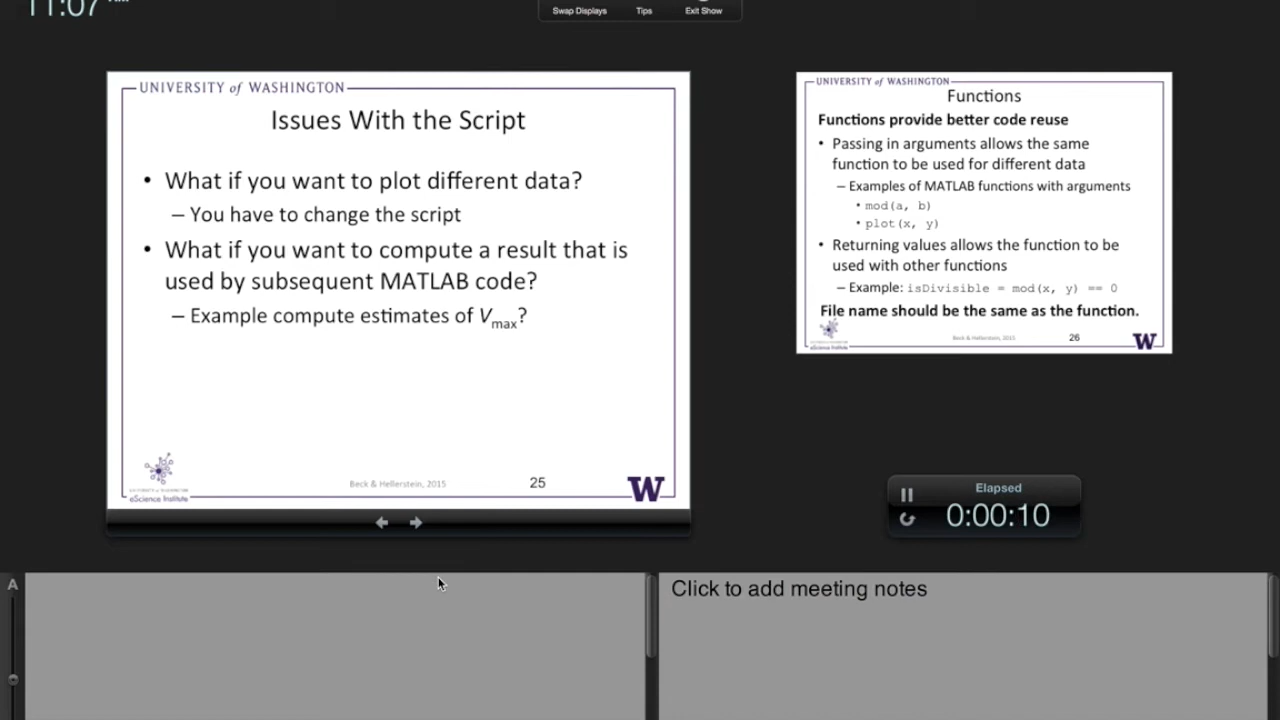 11:07
Swap Displays
Tips
Exit Show
UNIVERSITY of WASHINGTON
Issues With the Script
• What if you want to plot different data?
– You have to change the script
• What if you want to compute a result that is
used by subsequent MATLAB code?
– Example compute estimates of Vmax?
eScience Institute
Beck & Hellerstein, 2015
25
W
UNIVERSITY of WASHINGTON
Functions
Functions provide better code reuse
• Passing in arguments allows the same
function to be used for different data
– Examples of MATLAB functions with arguments
• mod(a, b)
• plot(x, y)
• Returning values allows the function to be
used with other functions
– Example: isDivisible = mod(x, y) == 0
File name should be the same as the function.
eScience Institute
Beck & Hellerstein, 2015
26
W
Elapsed
0:00:10
A
Click to add meeting notes